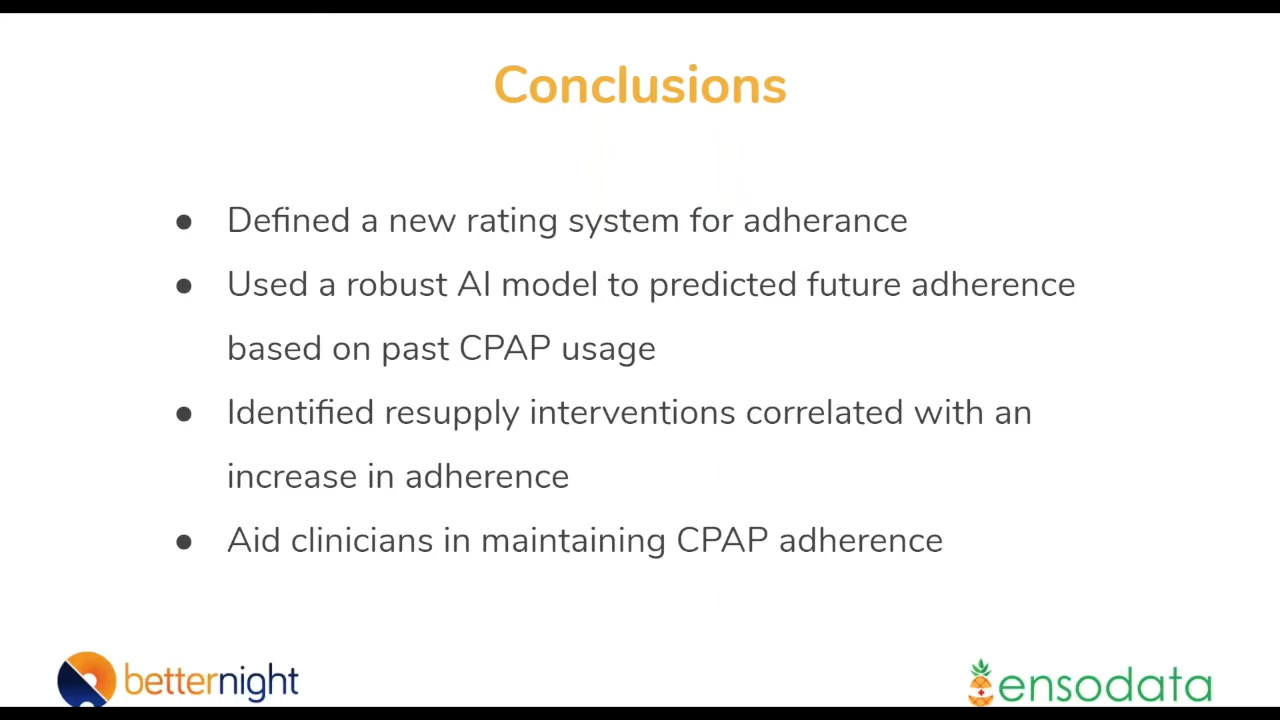 Conclusions
● Defined a new rating system for adherance
● Used a robust AI model to predicted future adherence
based on past CPAP usage
● Identified resupply interventions correlated with an
increase in adherence
● Aid clinicians in maintaining CPAP adherence
betternight
ensodata